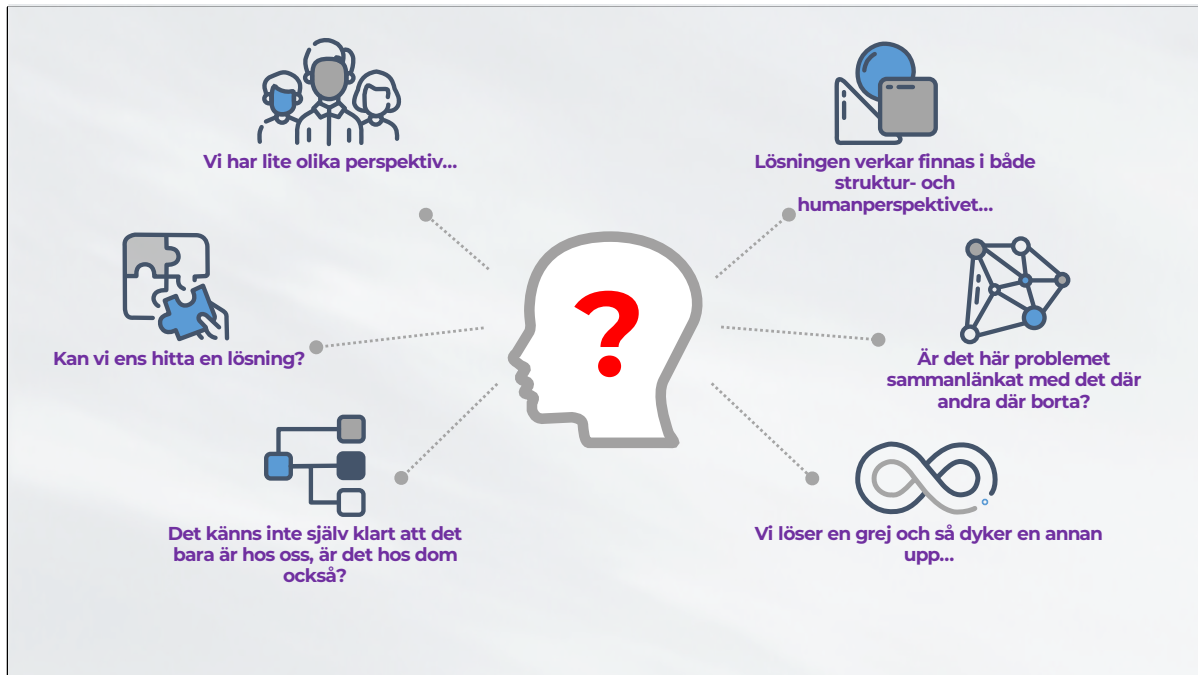 Vi har lite olika perspektiv...
Lösningen verkar finnas i både
struktur- och
humanperspektivet...
Kan vi ens hitta en lösning?
?
Är det här problemet
sammanlänkat med det där
andra där borta?
Det känns inte själv klart att det
bara är hos oss, är det hos dom
också?
Vi löser en grej och så dyker en annan
upp...